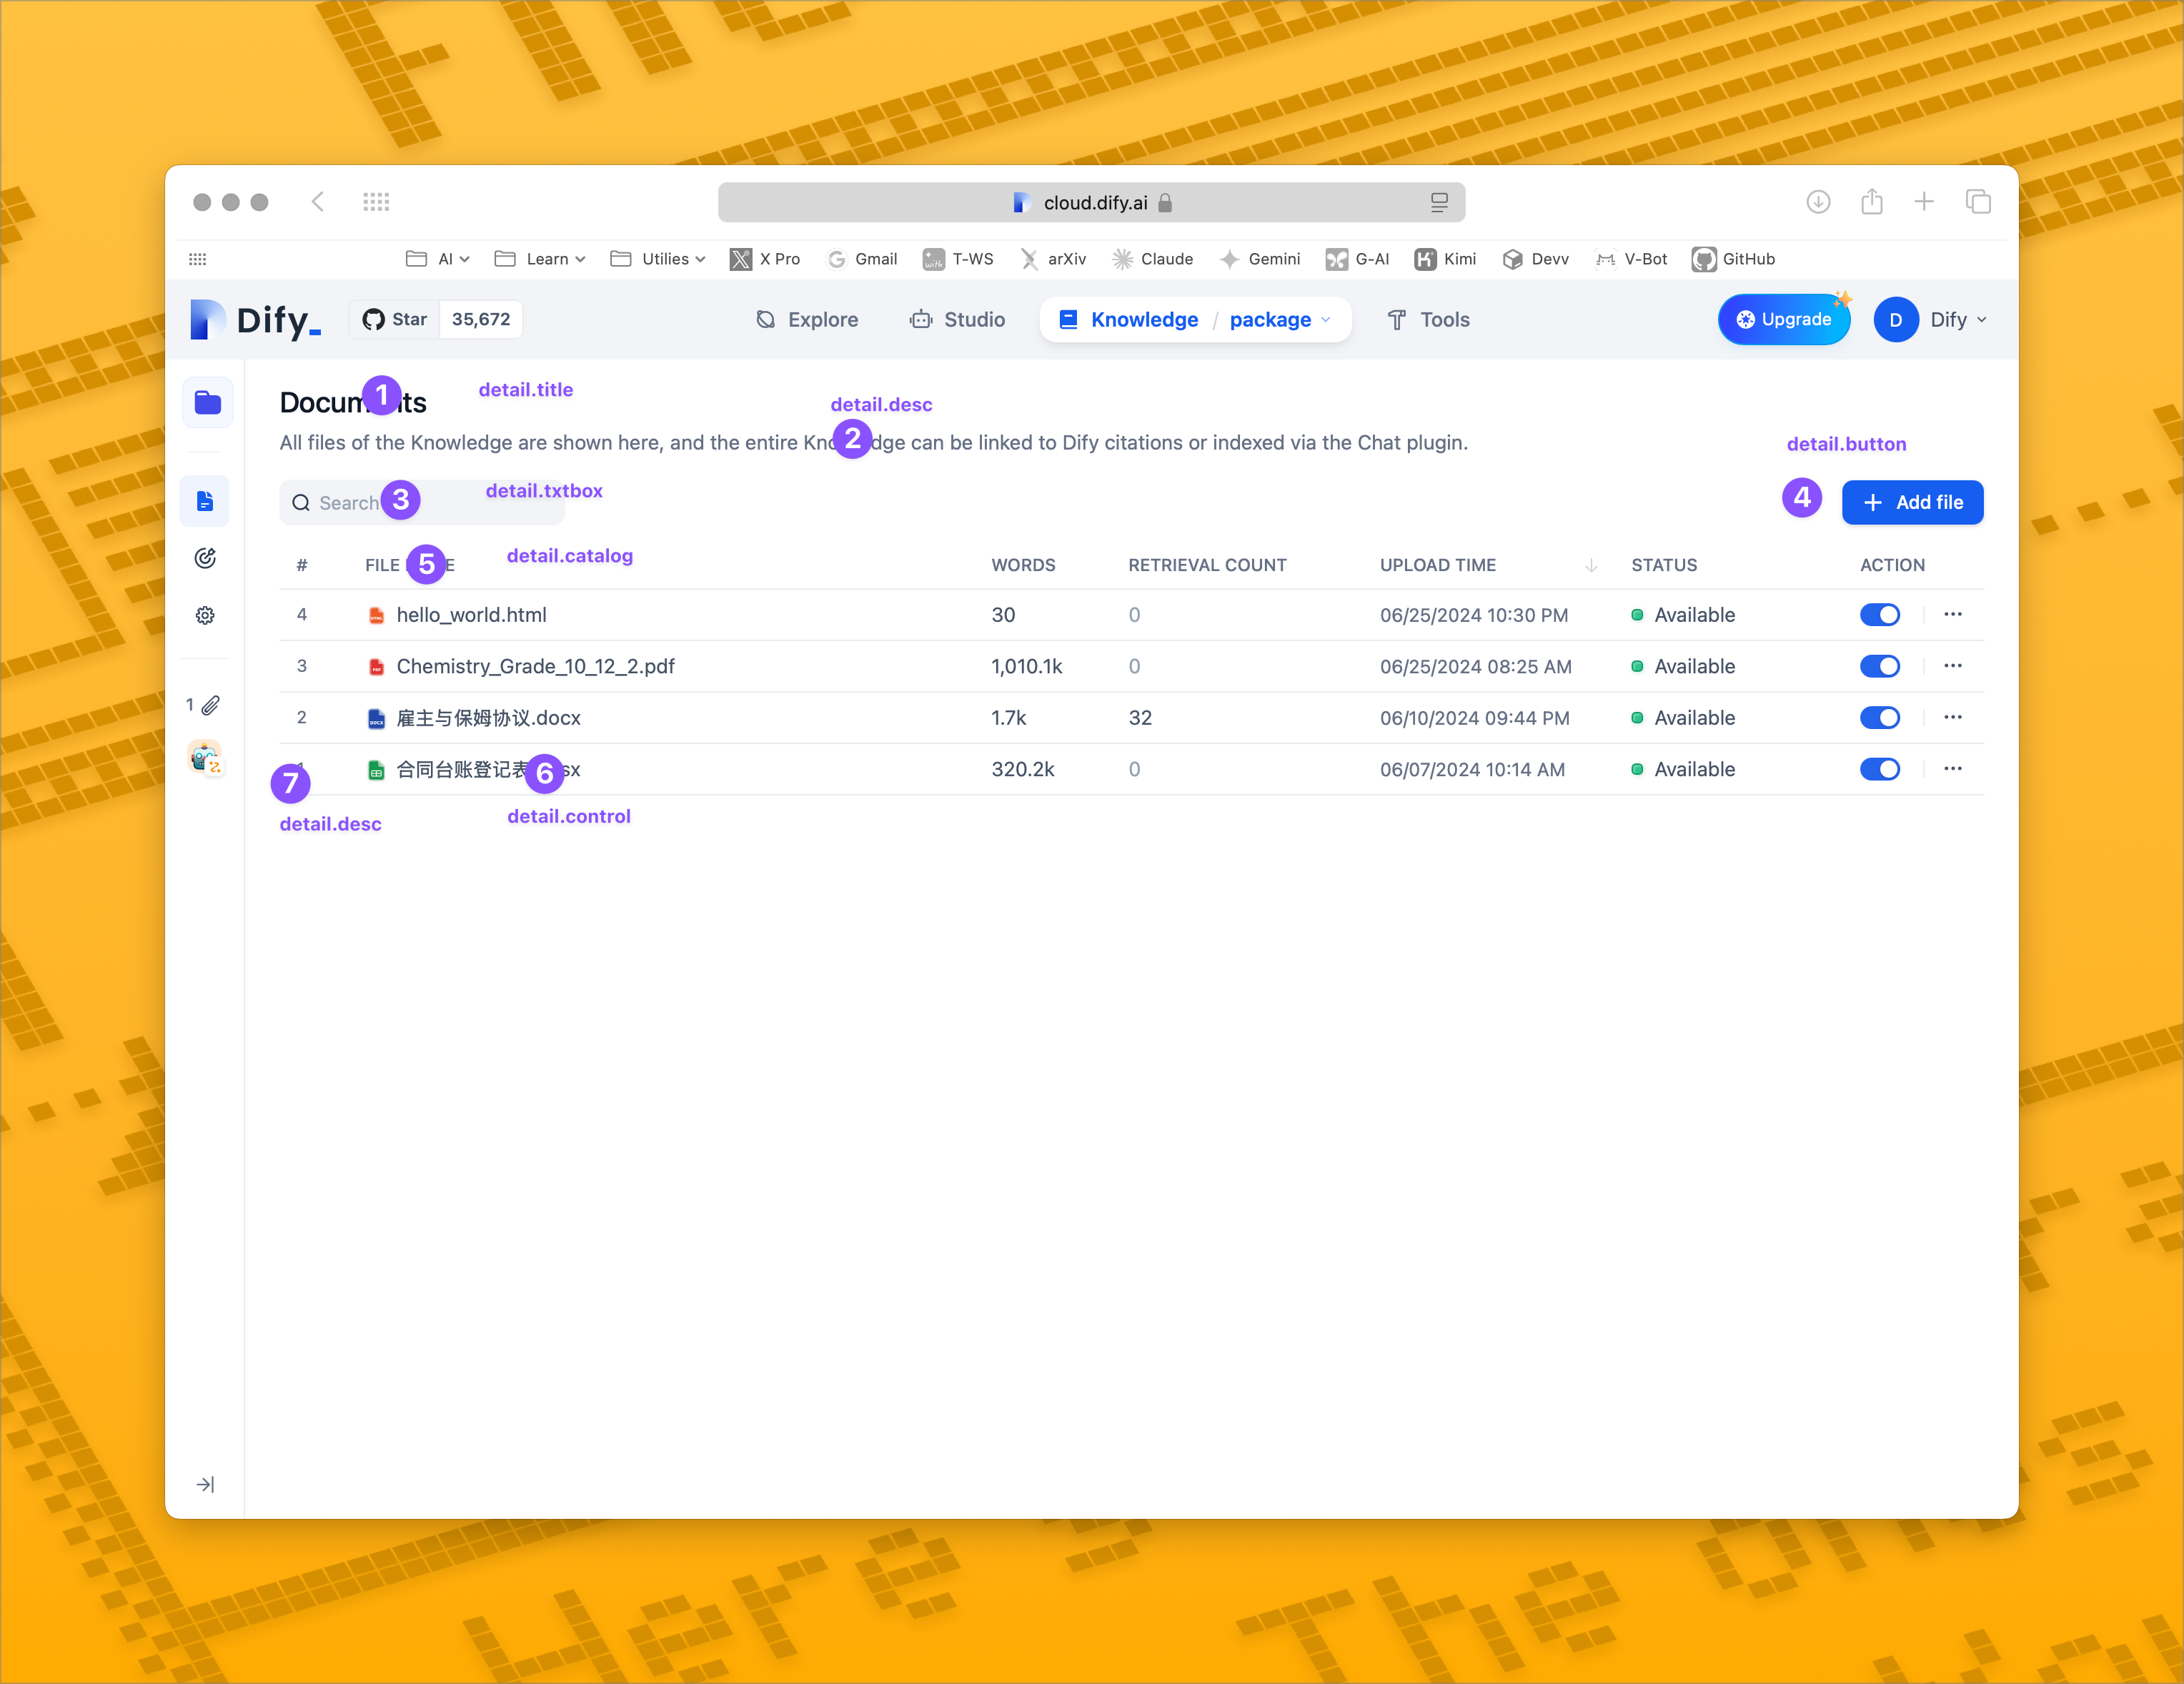 cloud.dify.ai
AI
Learn
Utilies
X Pro
Gmail
T-WS
arXiv
Claude
Gemini
G-AI
Kimi
Devv
V-Bot
GitHub
Dify_
Star
35,672
Explore
Studio
Knowledge / package
Tools
Upgrade
D
Dify
1
detail.title
detail.desc
All files of the Knowledge are shown here, and the entire can be linked to Dify citations or indexed via the Chat plugin.
2
detail.button
Search
3
detail.txtbox
4
+ Add file
# FILE
5
detail.catalog
WORDS
RETRIEVAL COUNT
UPLOAD TIME
STATUS
ACTION
4 hello_world.html 30 0 06/25/2024 10:30 PM Available
3 Chemistry_Grade_10_12_2.pdf 1,010.1k 0 06/25/2024 08:25 AM Available
2 雇主与保姆协议.docx 1.7k 32 06/10/2024 09:44 PM Available
合同台账登记表 320.2k 0 06/07/2024 10:14 AM Available
6
7
detail.desc
detail.control
1
Here's
The